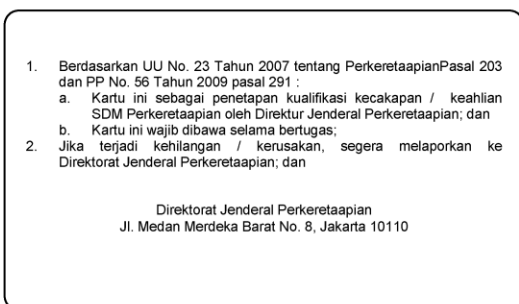 1. Berdasarkan UU No. 23 Tahun 2007 tentang PerkeretaapianPasal 203
dan PP No. 56 Tahun 2009 pasal 291 :
a. Kartu ini sebagai penetapan kualifikasi kecakapan / keahlian
SDM Perkeretaapian oleh Direktur Jenderal Perkeretaapian; dan
b. Kartu ini wajib dibawa selama bertugas;
2. Jika terjadi kehilangan / kerusakan, segera melaporkan ke
Direktorat Jenderal Perkeretaapian; dan
Direktorat Jenderal Perkeretaapian
Jl. Medan Merdeka Barat No. 8, Jakarta 10110